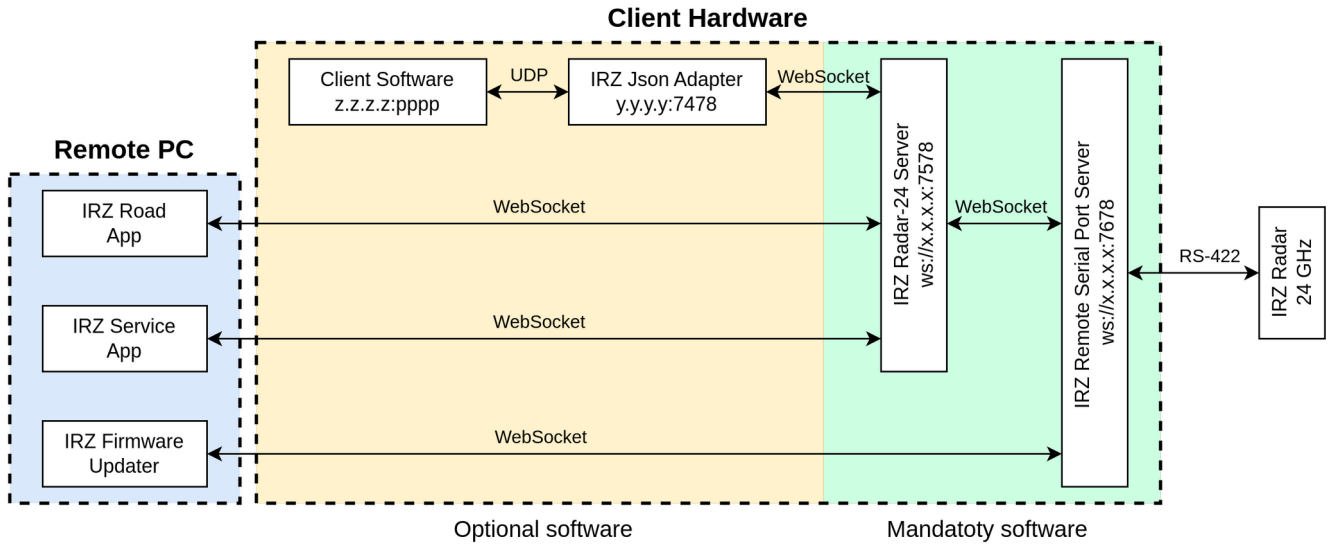 Client Hardware
Client Software
z.z.z.z:pppp
UDP
IRZ Json Adapter
y.y.y.y:7478
WebSocket
IRZ Radar-24 Server
ws://x.x.x.x:7578
WebSocket
IRZ Remote Serial Port Server
ws://x.x.x.x:7678
RS-422
IRZ Radar
24 GHz
Remote PC
IRZ Road
App
WebSocket
IRZ Service
App
WebSocket
IRZ Firmware
Updater
WebSocket
Optional software
Mandatoty software